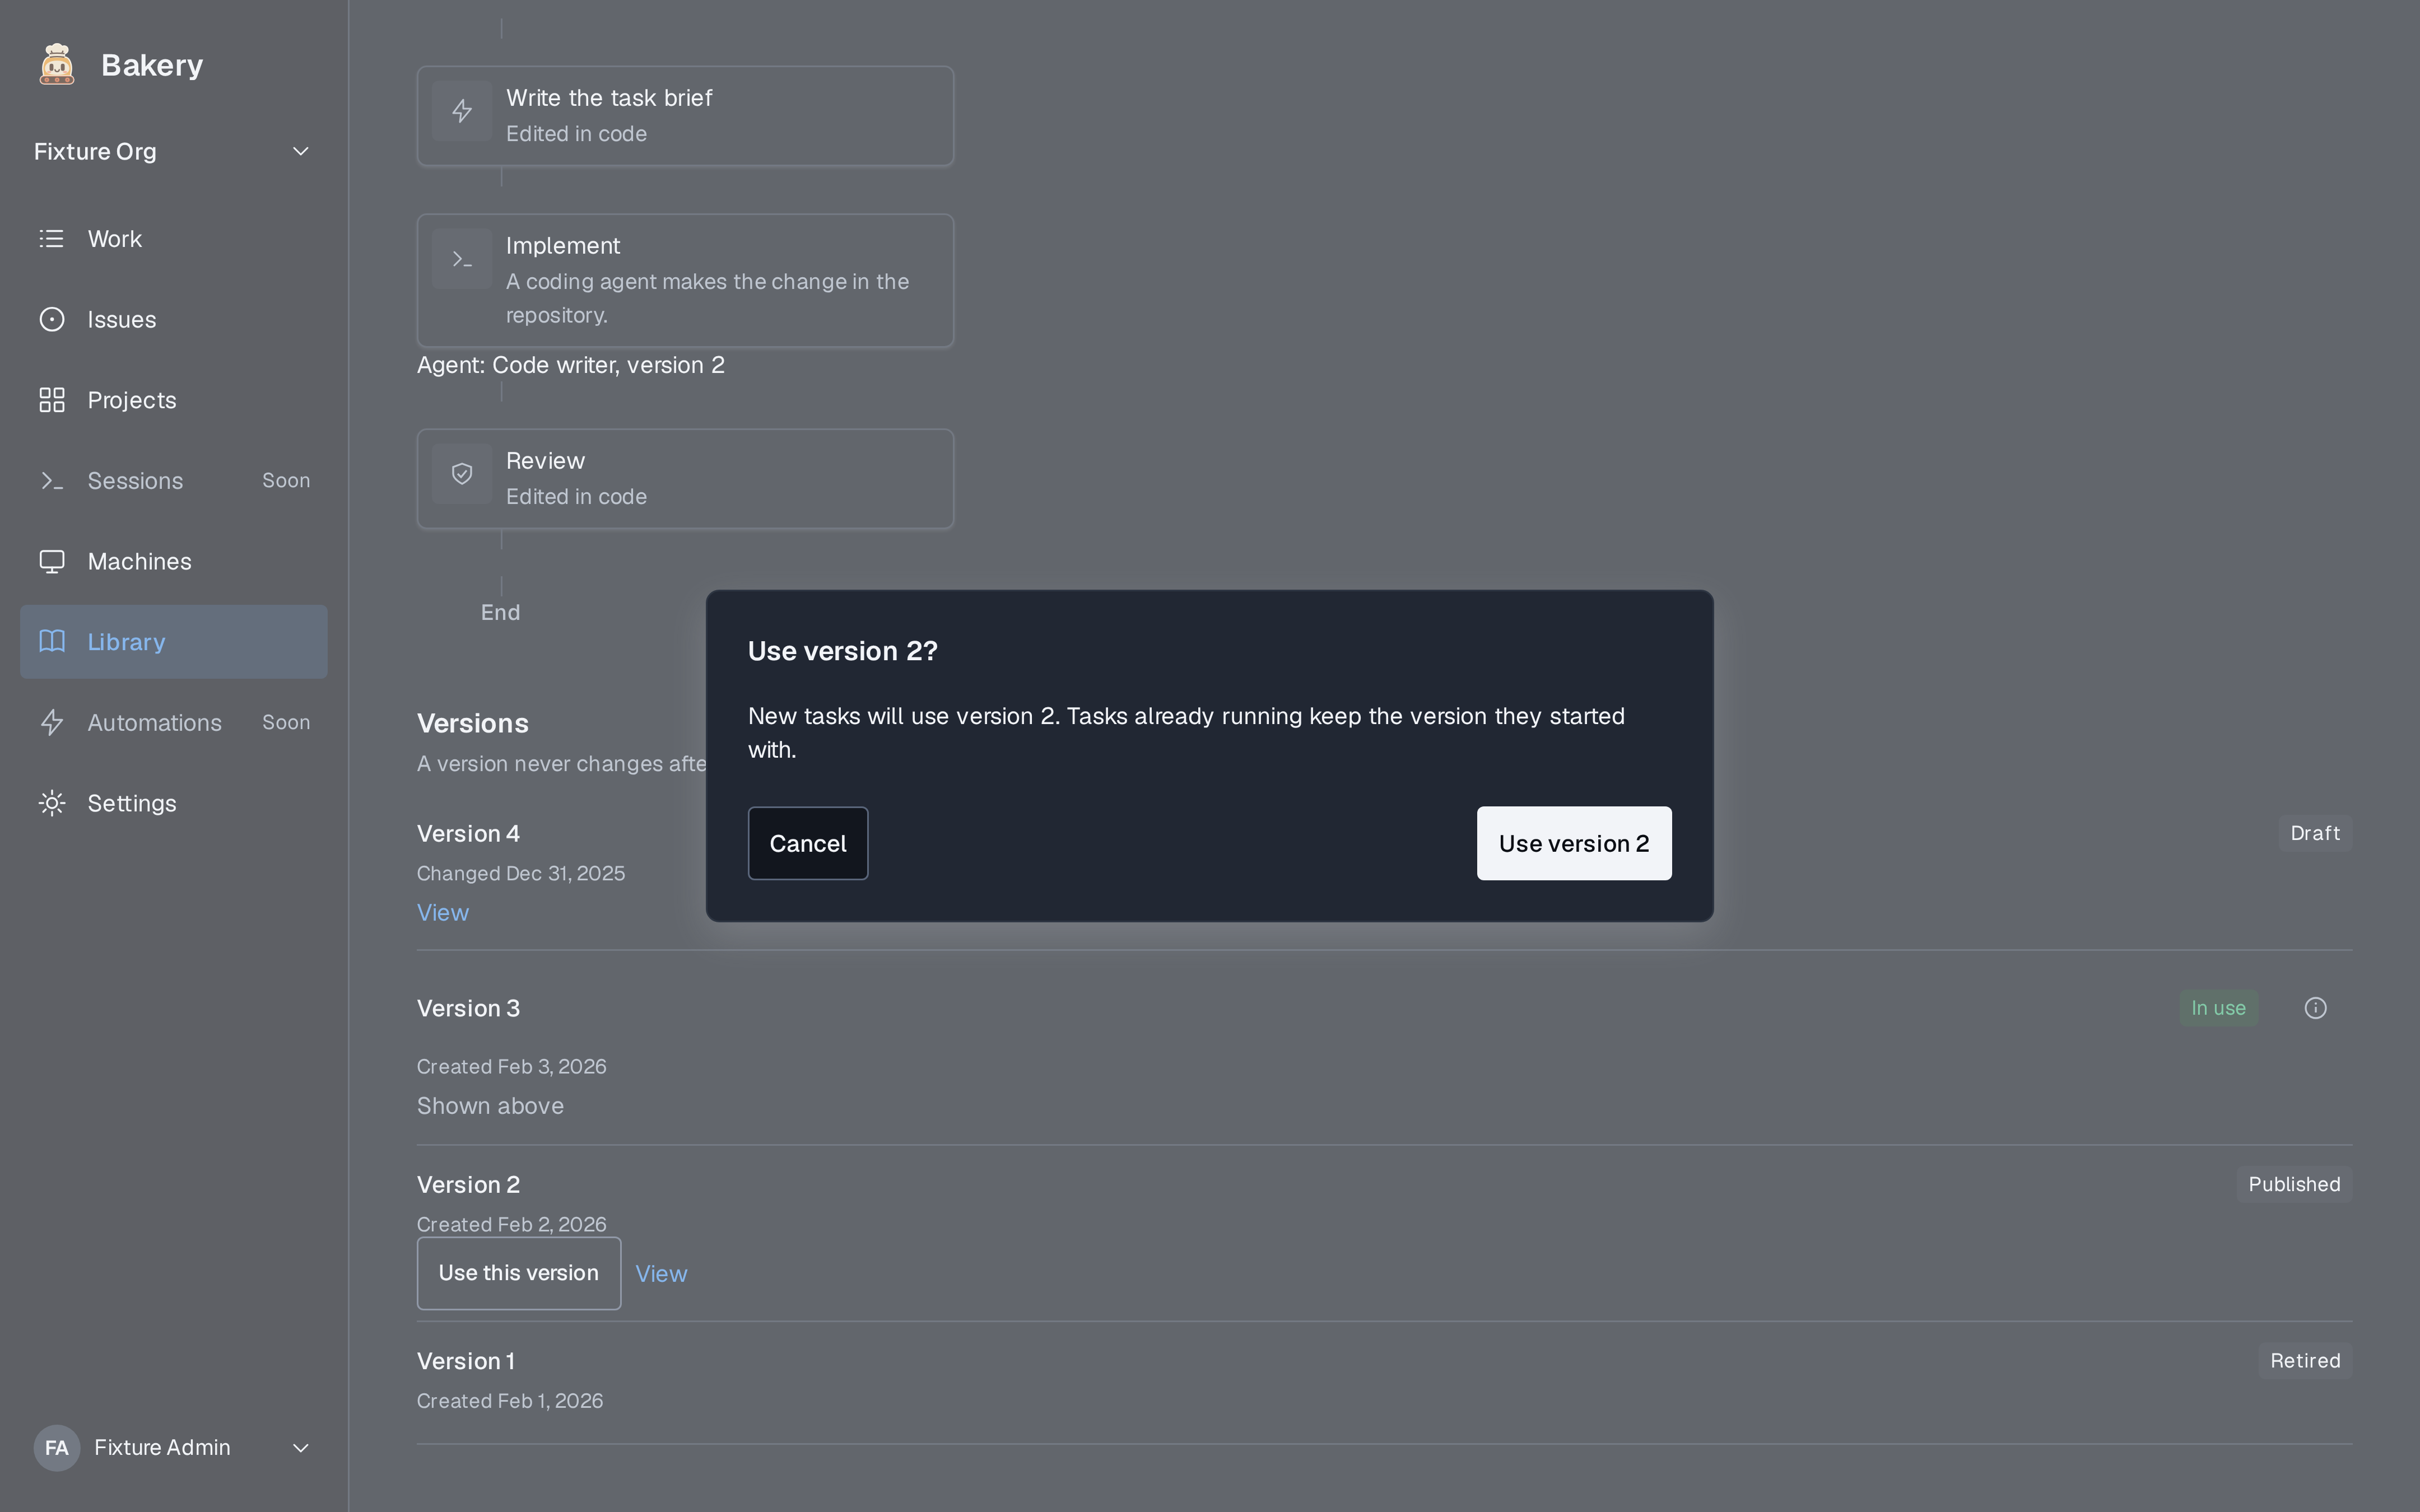 Bakery
Fixture Org
Work
Issues
Projects
Sessions Soon
Machines
Library
Automations Soon
Settings
FA Fixture Admin
Write the task brief
Edited in code
Implement
A coding agent makes the change in the
repository.
Agent: Code writer, version 2
Review
Edited in code
End
Versions
A version never changes afte
Version 4 Draft
Changed Dec 31, 2025
View
Version 3 In use
Created Feb 3, 2026
Shown above
Version 2 Published
Created Feb 2, 2026
Use this version View
Version 1 Retired
Created Feb 1, 2026
Use version 2?
New tasks will use version 2. Tasks already running keep the version they started
with.
Cancel Use version 2